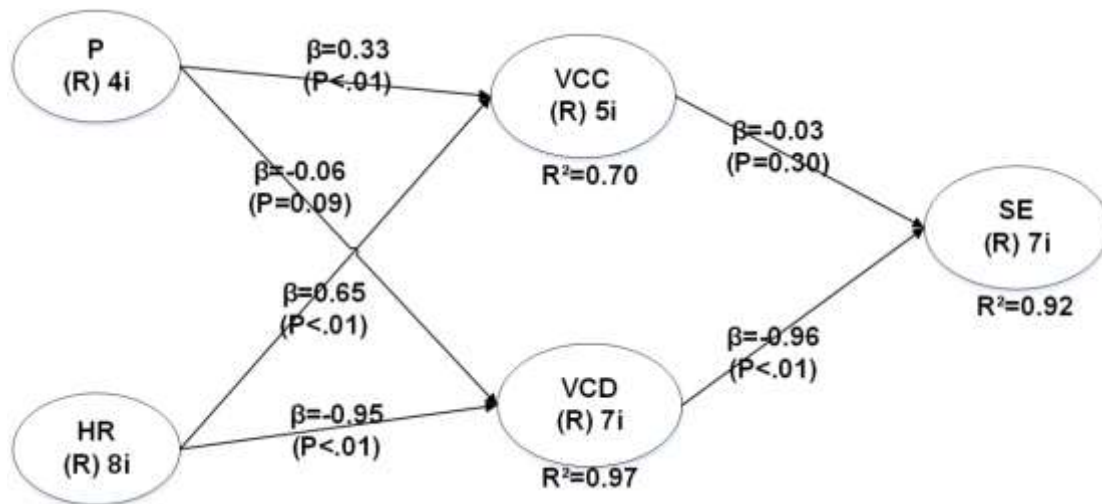 P
(R) 4i
β=0.33
(P<.01)
VCC
(R) 5i
R²=0.70
β=-0.03
(P=0.30)
β=-0.06
(P=0.09)
SE
(R) 7i
R²=0.92
β=0.65
(P<.01)
β=-0.96
(P<.01)
HR
(R) 8i
β=-0.95
(P<.01)
VCD
(R) 7i
R²=0.97